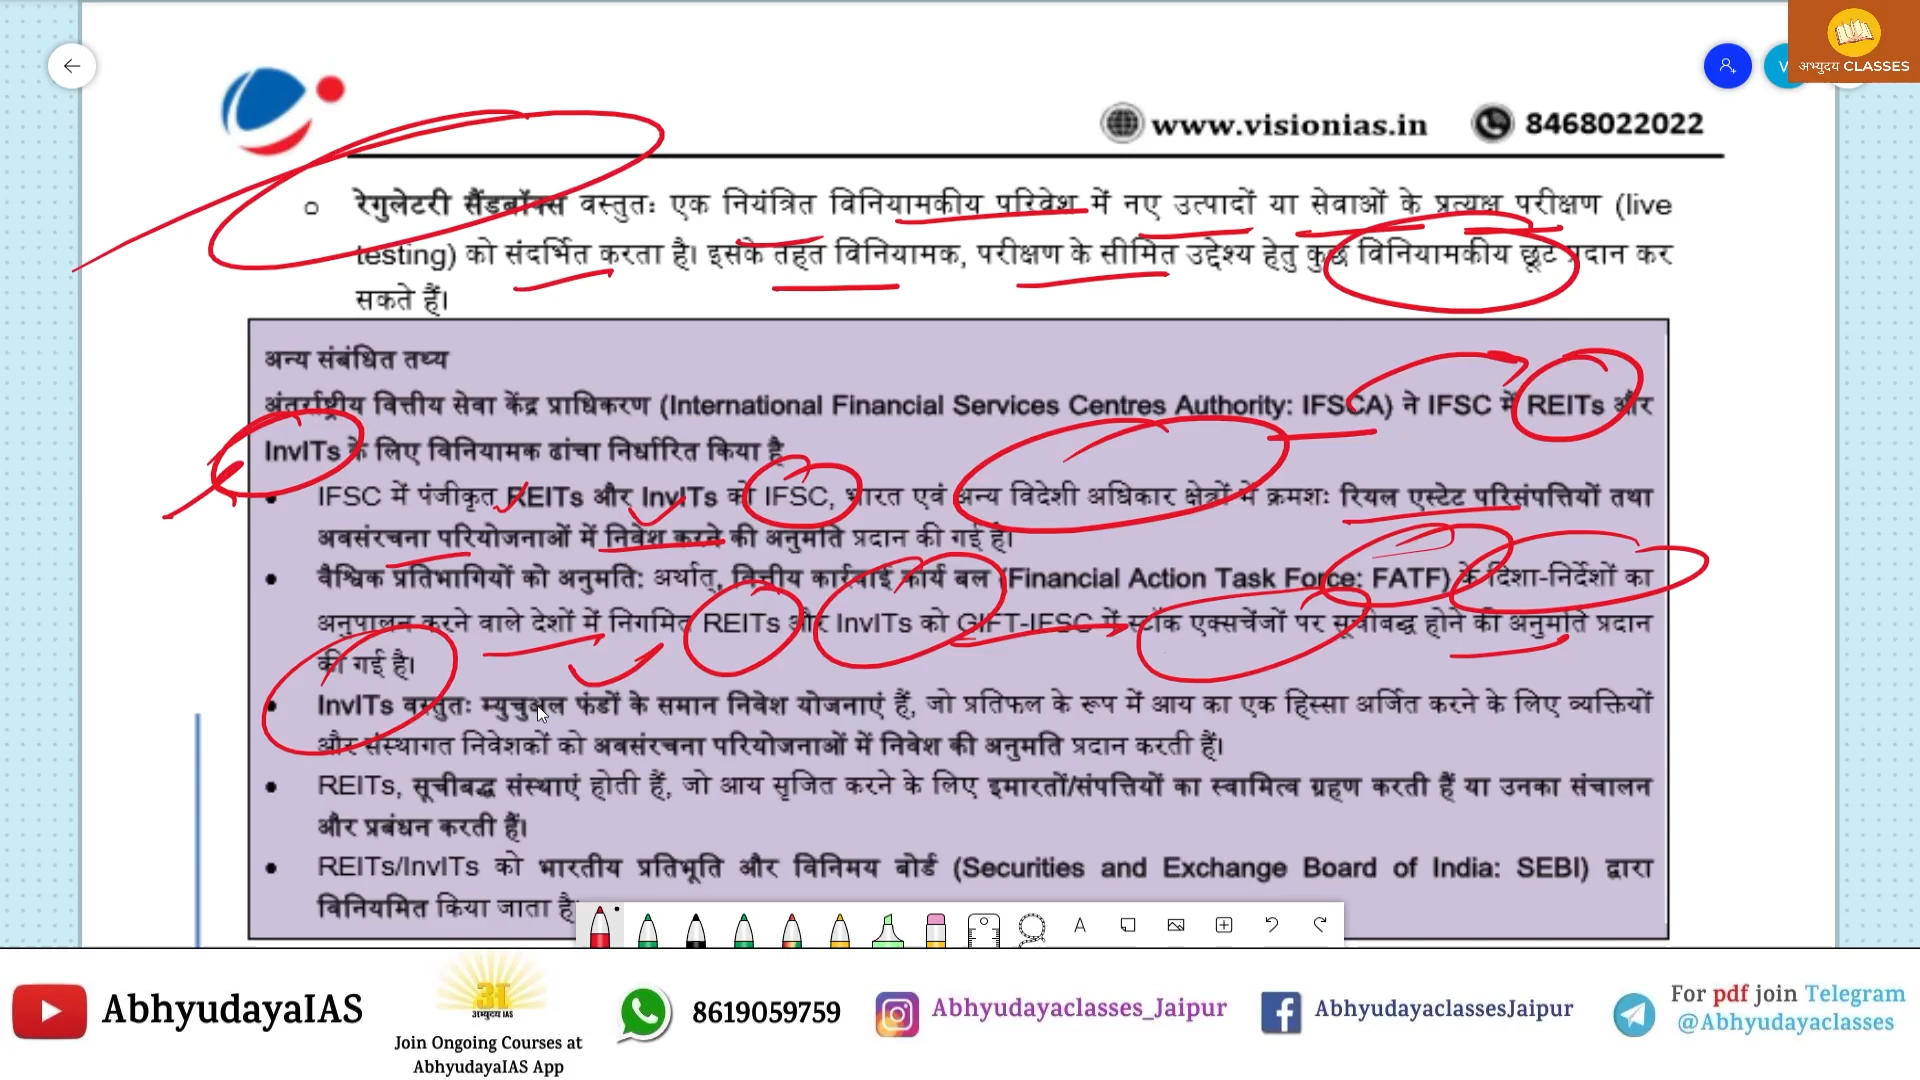 अभ्युदय CLASSES
www.visionias.in 8468022022
रेगुलेटरी सैंडबॉक्स वस्तुतः एक नियंत्रित विनियामकीय परिवेश में नए उत्पादों या सेवाओं के प्रत्यक्ष परीक्षण (live
testing) को संदर्भित करता है। इसके तहत विनियामक, परीक्षण के सीमित उद्देश्य हेतु कुछ विनियामकीय छूट प्रदान कर
सकते हैं।
अन्य संबंधित तथ्य
अंतर्राष्ट्रीय वित्तीय सेवा केंद्र प्राधिकरण (International Financial Services Centres Authority: IFSCA) ने IFSC में REITs और
InvITs के लिए विनियामक ढांचा निर्धारित किया है
• IFSC में पंजीकृत REITs और InvITs को IFSC, भारत एवं अन्य विदेशी अधिकार क्षेत्रों में क्रमशः रियल एस्टेट परिसंपत्तियों तथा
अवसंरचना परियोजनाओं में निवेश करने की अनुमति प्रदान की गई है।
• वैश्विक प्रतिभागियों को अनुमति: अर्थात्, वित्तीय कार्रवाई कार्य बल (Financial Action Task Force: FATF) के दिशा-निर्देशों का
अनुपालन करने वाले देशों में निगमित REITs और InvITs को GIFT-IFSC में स्टॉक एक्सचेंजों पर सूचीबद्ध होने की अनुमति प्रदान
की गई है।
• InvITs वस्तुतः म्युचुअल फंडों के समान निवेश योजनाएं हैं, जो प्रतिफल के रूप में आय का एक हिस्सा अर्जित करने के लिए व्यक्तियों
और संस्थागत निवेशकों को अवसंरचना परियोजनाओं में निवेश की अनुमति प्रदान करती हैं।
• REITs, सूचीबद्ध संस्थाएं होती हैं, जो आय सृजित करने के लिए इमारतों/संपत्तियों का स्वामित्व ग्रहण करती हैं या उनका संचालन
और प्रबंधन करती हैं।
• REITs/InvITs को भारतीय प्रतिभूति और विनिमय बोर्ड (Securities and Exchange Board of India: SEBI) द्वारा
विनियमित किया जाता है
AbhyudayaIAS
अभ्युदय IAS
Join Ongoing Courses at
AbhyudayaIAS App
8619059759
Abhyudayaclasses_Jaipur
AbhyudayaclassesJaipur
For pdf join Telegram
@Abhyudayaclasses